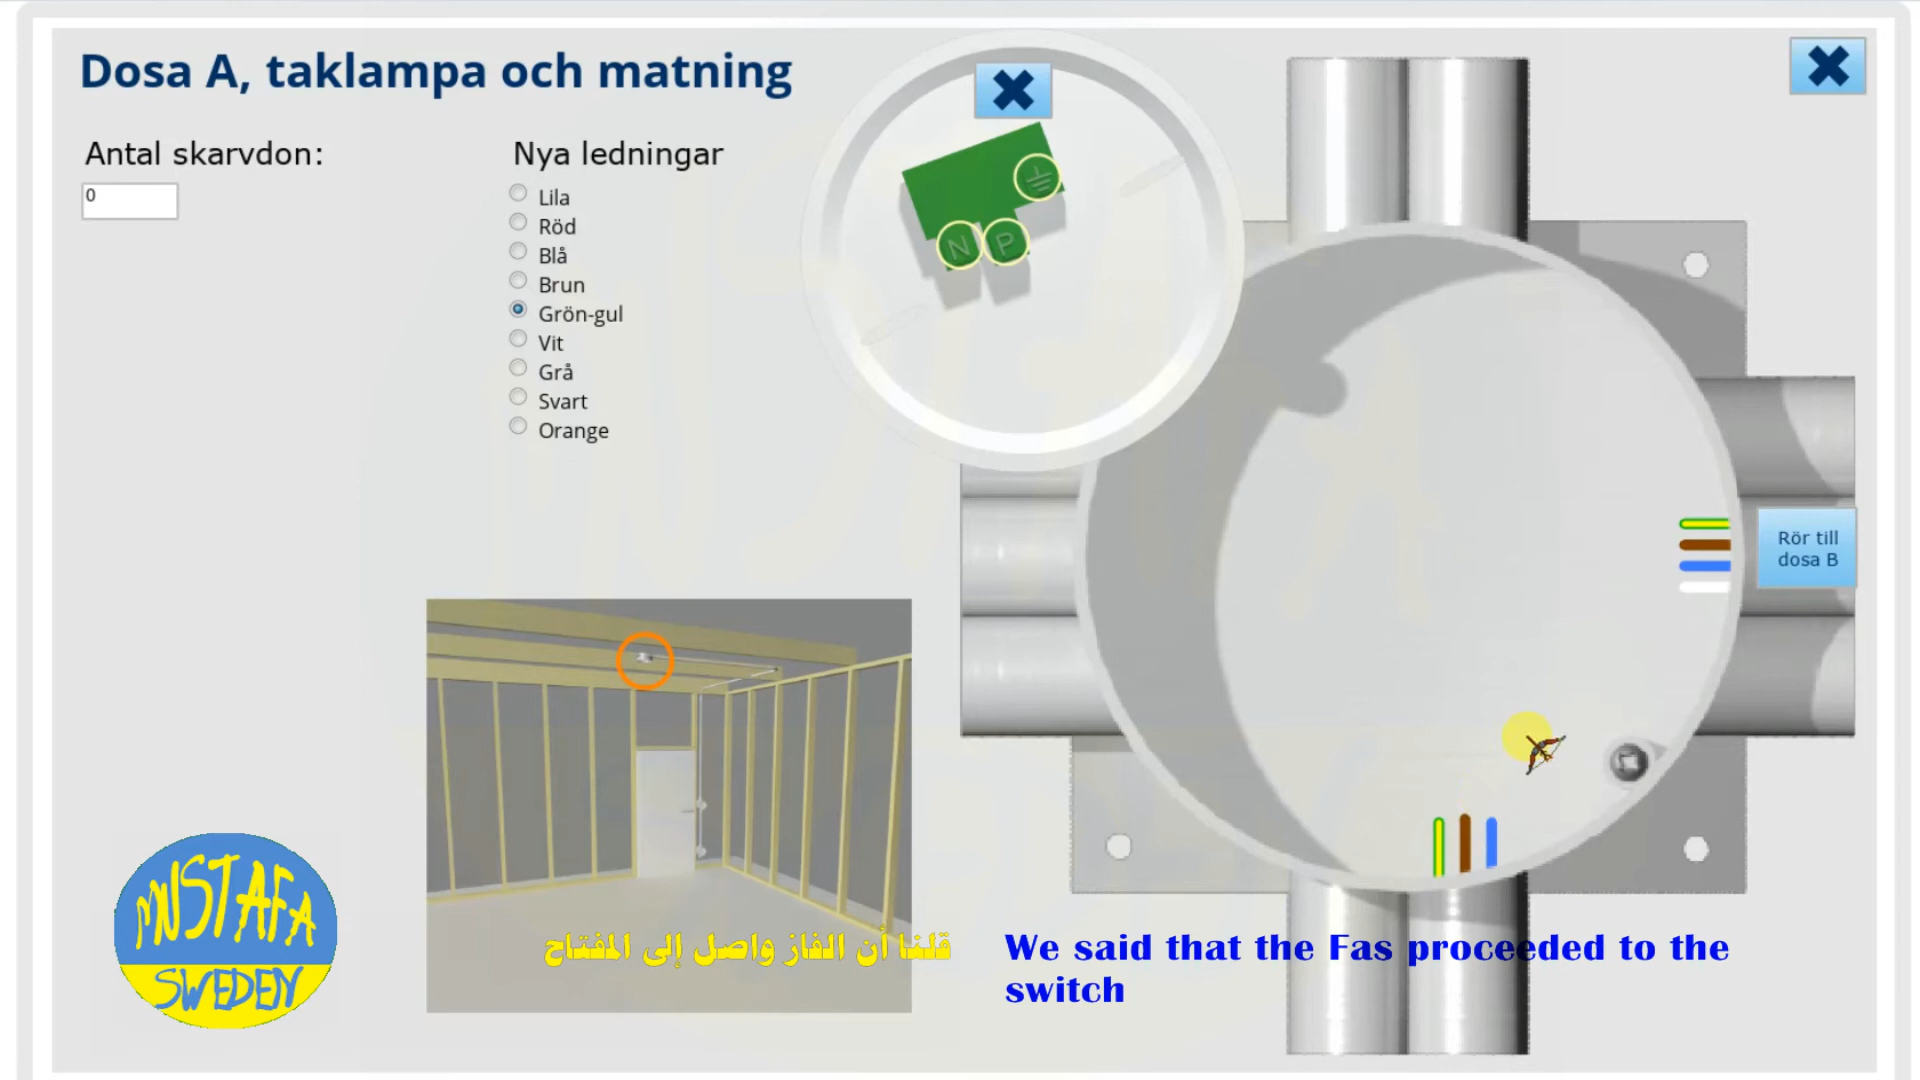 Dosa A, taklampa och matning
Antal skarvdon:
0
Nya ledningar
Lila
Röd
Blå
Brun
Grön-gul
Vit
Grå
Svart
Orange
N P
Rör till
dosa B
MUSTAFA
SWEDEN
قلنا أن الفاز واصل إلى المفتاح
We said that the Fas proceeded to the
switch